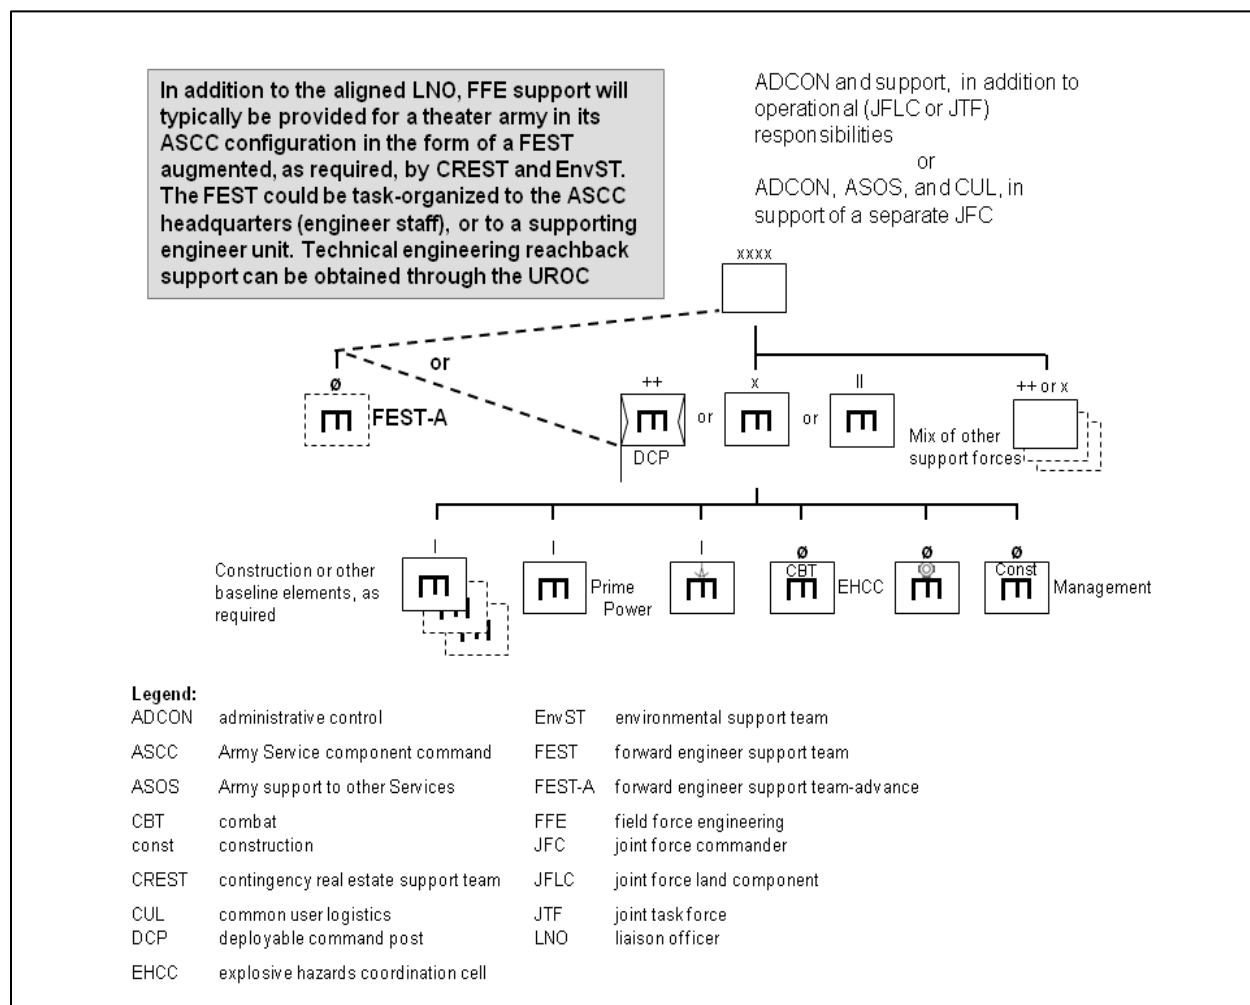 In addition to the aligned LNO, FFE support will
typically be provided for a theater army in its
ASCC configuration in the form of a FEST
augmented, as required, by CREST and EnvST.
The FEST could be task-organized to the ASCC
headquarters (engineer staff), or to a supporting
engineer unit. Technical engineering reachback
support can be obtained through the UROC
ADCON and support, in addition to
operational (JFLC or JTF)
responsibilities
or
ADCON, ASOS, and CUL, in
support of a separate JFC
xxxx
or
ø
FEST-A
++
DCP
or
x
or
II
Mix of other
support forces
++ or x
Construction or other
baseline elements, as
required
I
I
Prime
Power
I
ø
CBT
EHCC
ø
ø
Const
Management
Legend:
ADCON administrative control
ASCC Army Service component command
ASOS Army support to other Services
CBT combat
const construction
CREST contingency real estate support team
CUL common user logistics
DCP deployable command post
EHCC explosive hazards coordination cell
EnvST environmental support team
FEST forward engineer support team
FEST-A forward engineer support team-advance
FFE field force engineering
JFC joint force commander
JFLC joint force land component
JTF joint task force
LNO liaison officer